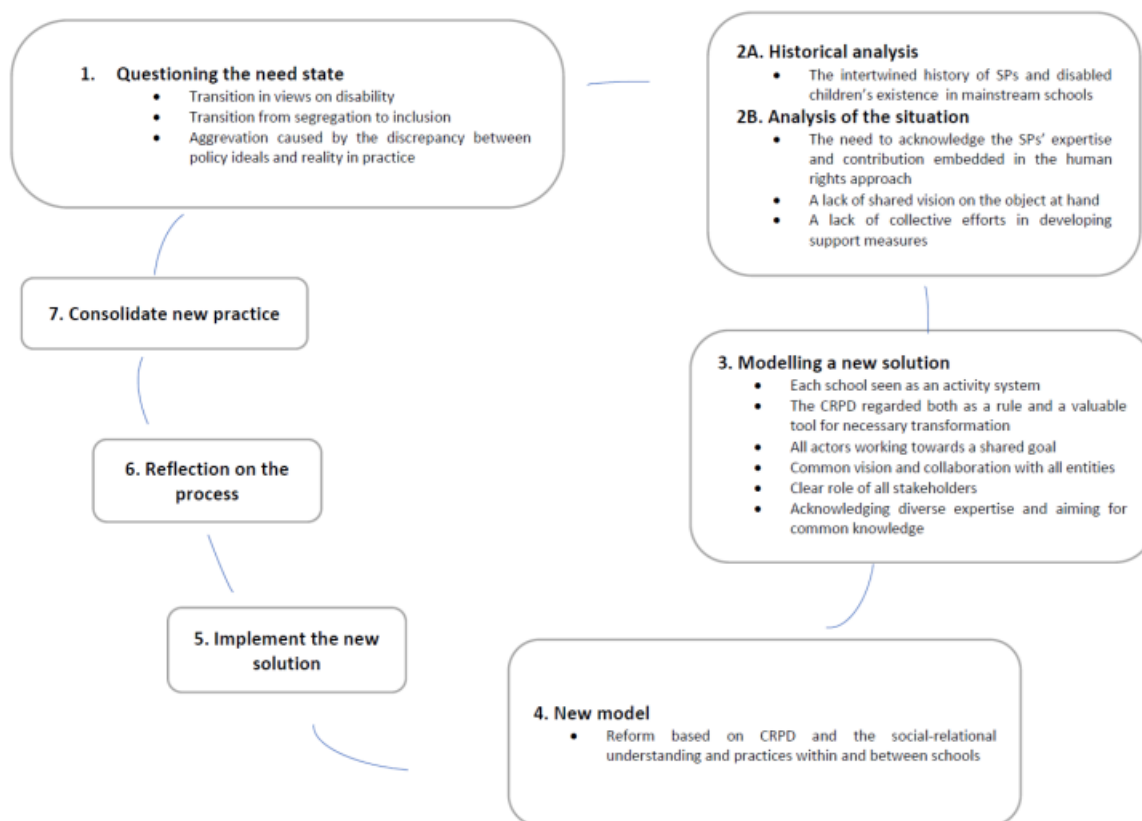 1. Questioning the need state
• Transition in views on disability
• Transition from segregation to inclusion
• Aggrevation caused by the discrepancy between
policy ideals and reality in practice
2A. Historical analysis
• The intertwined history of SPs and disabled
children's existence in mainstream schools
2B. Analysis of the situation
• The need to acknowledge the SPs' expertise
and contribution embedded in the human
rights approach
• A lack of shared vision on the object at hand
• A lack of collective efforts in developing
support measures
3. Modelling a new solution
• Each school seen as an activity system
• The CRPD regarded both as a rule and a valuable
tool for necessary transformation
• All actors working towards a shared goal
• Common vision and collaboration with all entities
• Clear role of all stakeholders
• Acknowledging diverse expertise and aiming for
common knowledge
4. New model
• Reform based on CRPD and the social-relational
understanding and practices within and between schools
5. Implement the new
solution
6. Reflection on the
process
7. Consolidate new practice